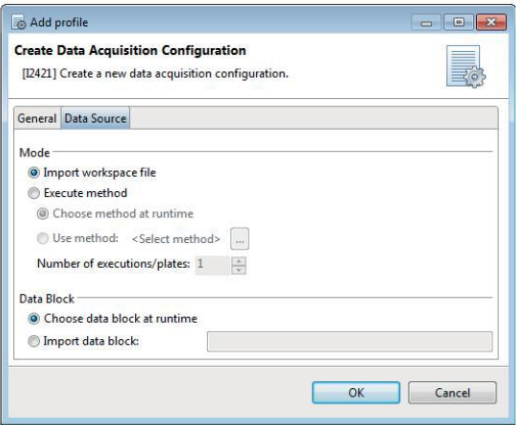 Add profile
Create Data Acquisition Configuration
[I2421] Create a new data acquisition configuration.
General Data Source
Mode
Import workspace file
Execute method
Choose method at runtime
Use method: <Select method> ...
Number of executions/plates: 1
Data Block
Choose data block at runtime
Import data block:
OK Cancel